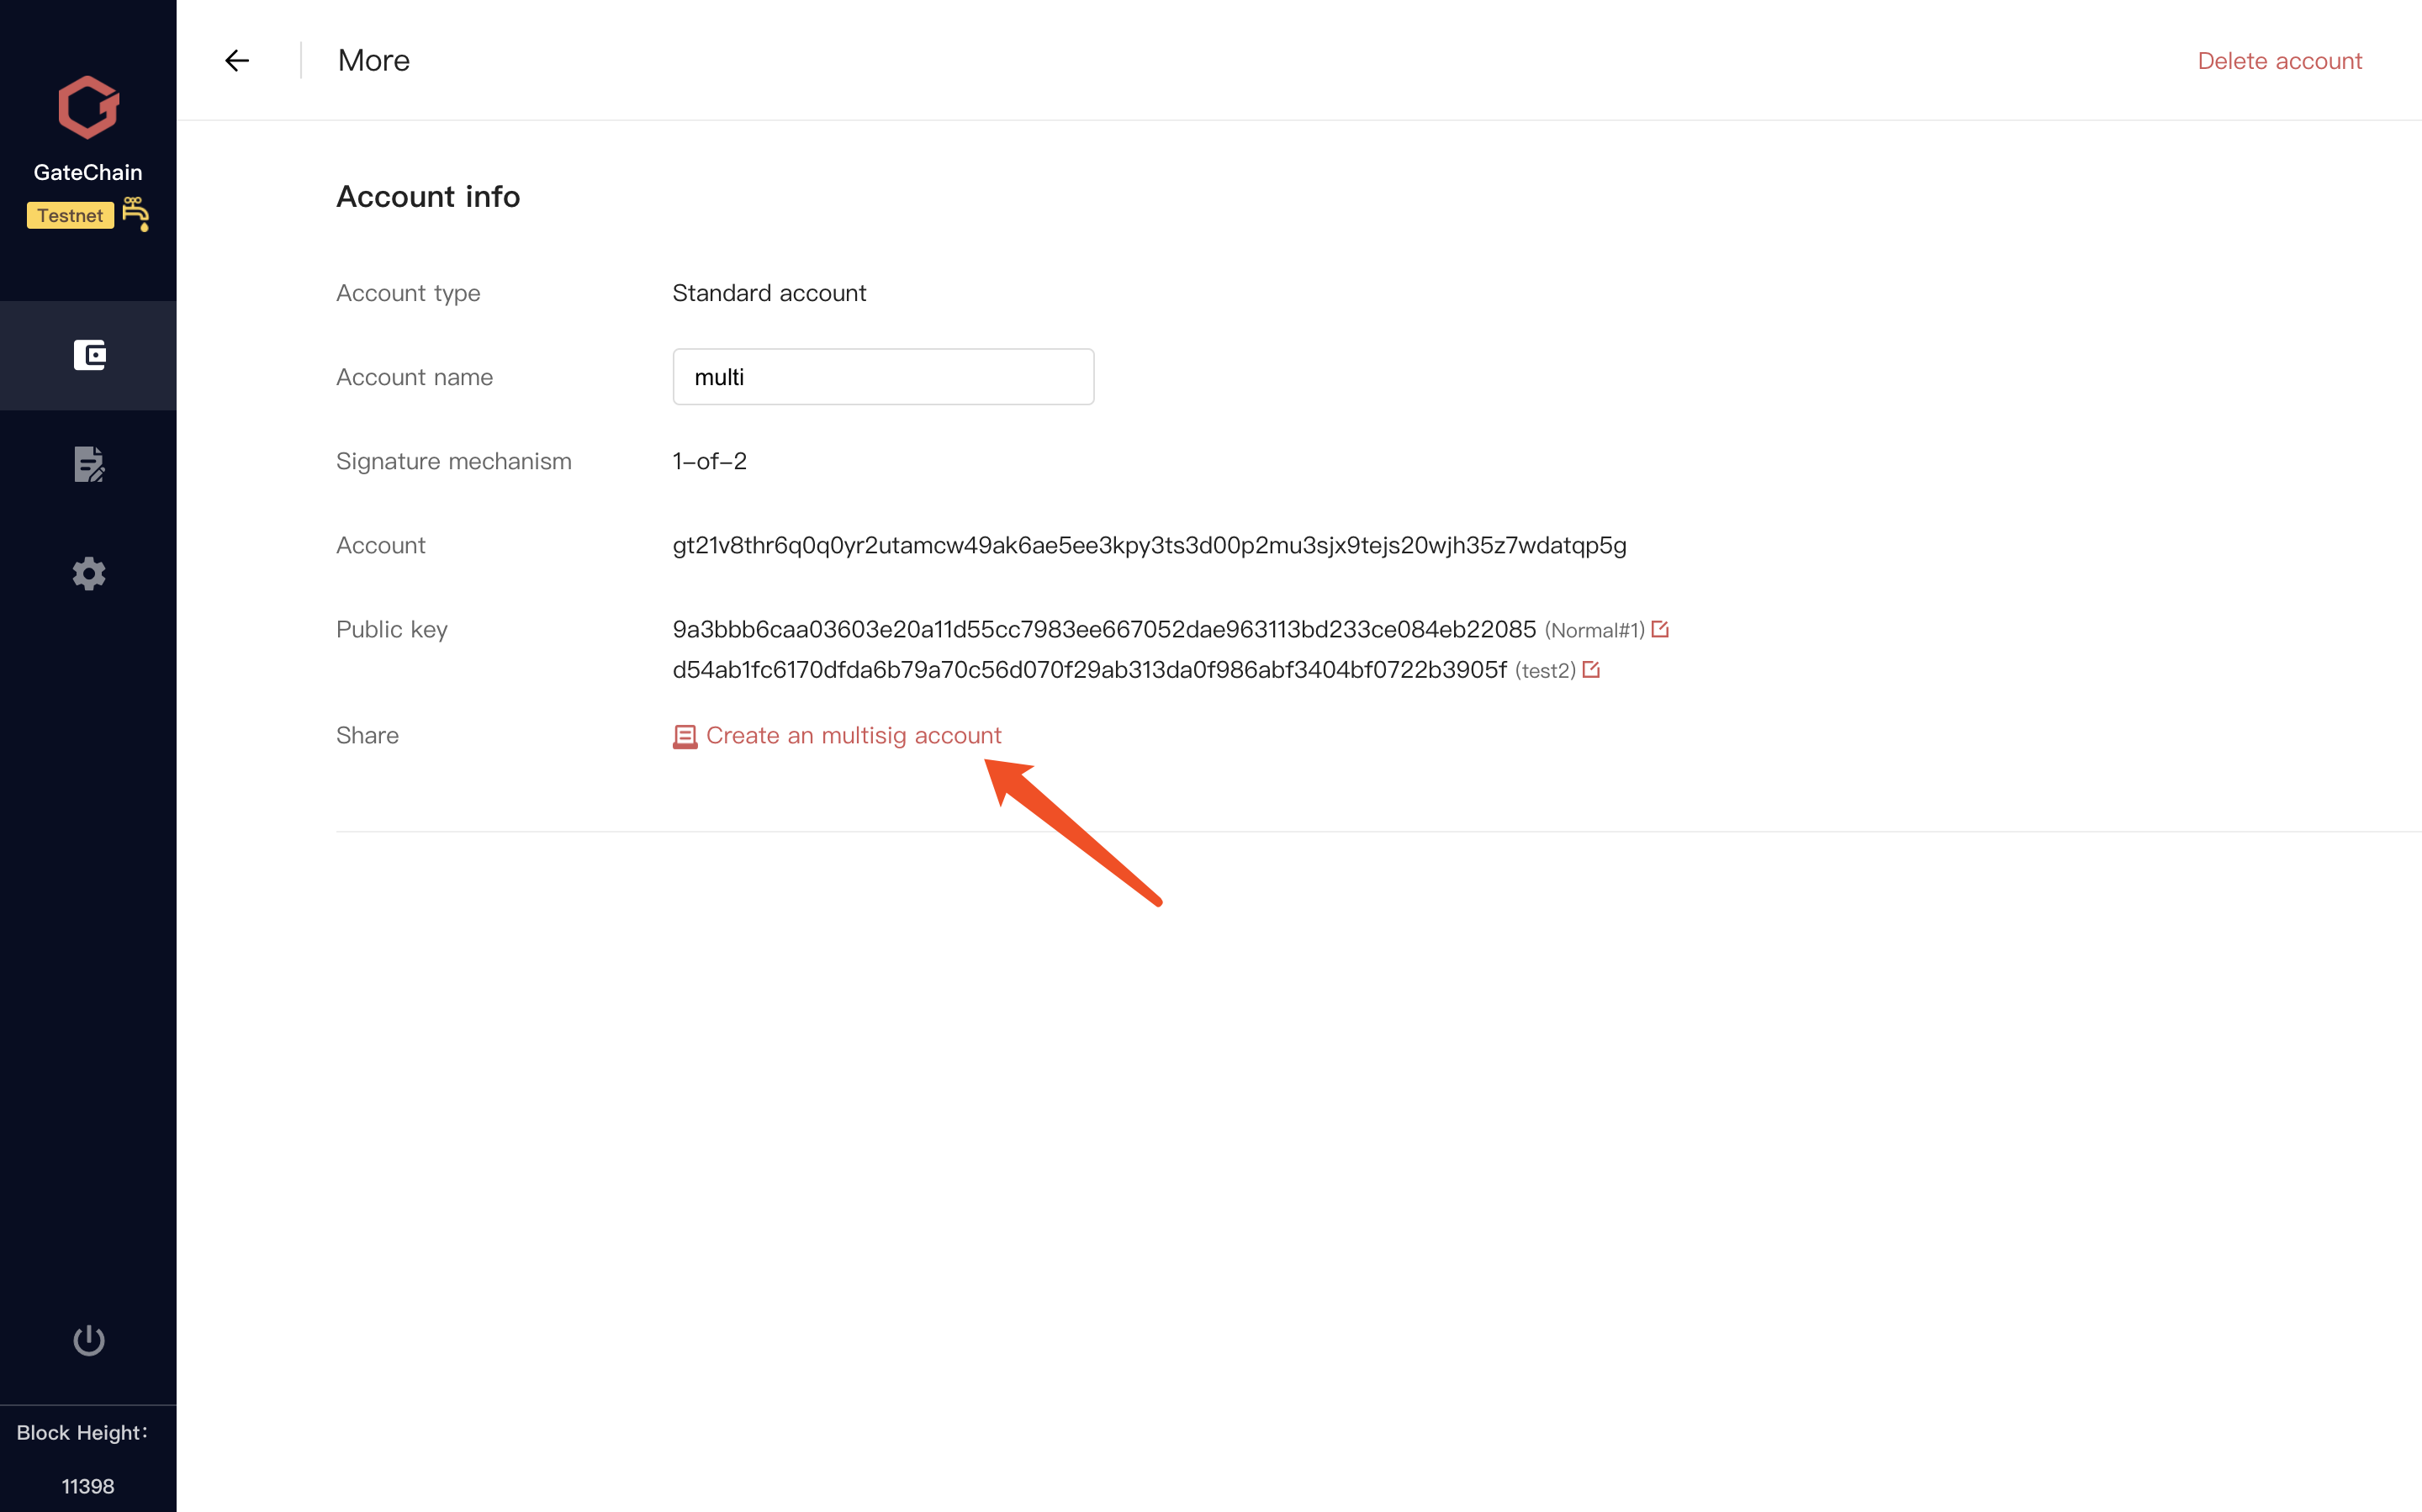 GateChain
Testnet
Block Height:
11398
More
Delete account
Account info
Account type
Standard account
Account name
multi
Signature mechanism
1-of-2
Account
gt21v8thr6q0q0yr2utamcw49ak6ae5ee3kpy3ts3d00p2mu3sjx9tejs20wjh35z7wdatqp5g
Public key
9a3bbb6caa03603e20a11d55cc7983ee667052dae963113bd233ce084eb22085 (Normal#1)
d54ab1fc6170dfda6b79a70c56d070f29ab313da0f986abf3404bf0722b3905f (test2)
Share
Create an multisig account